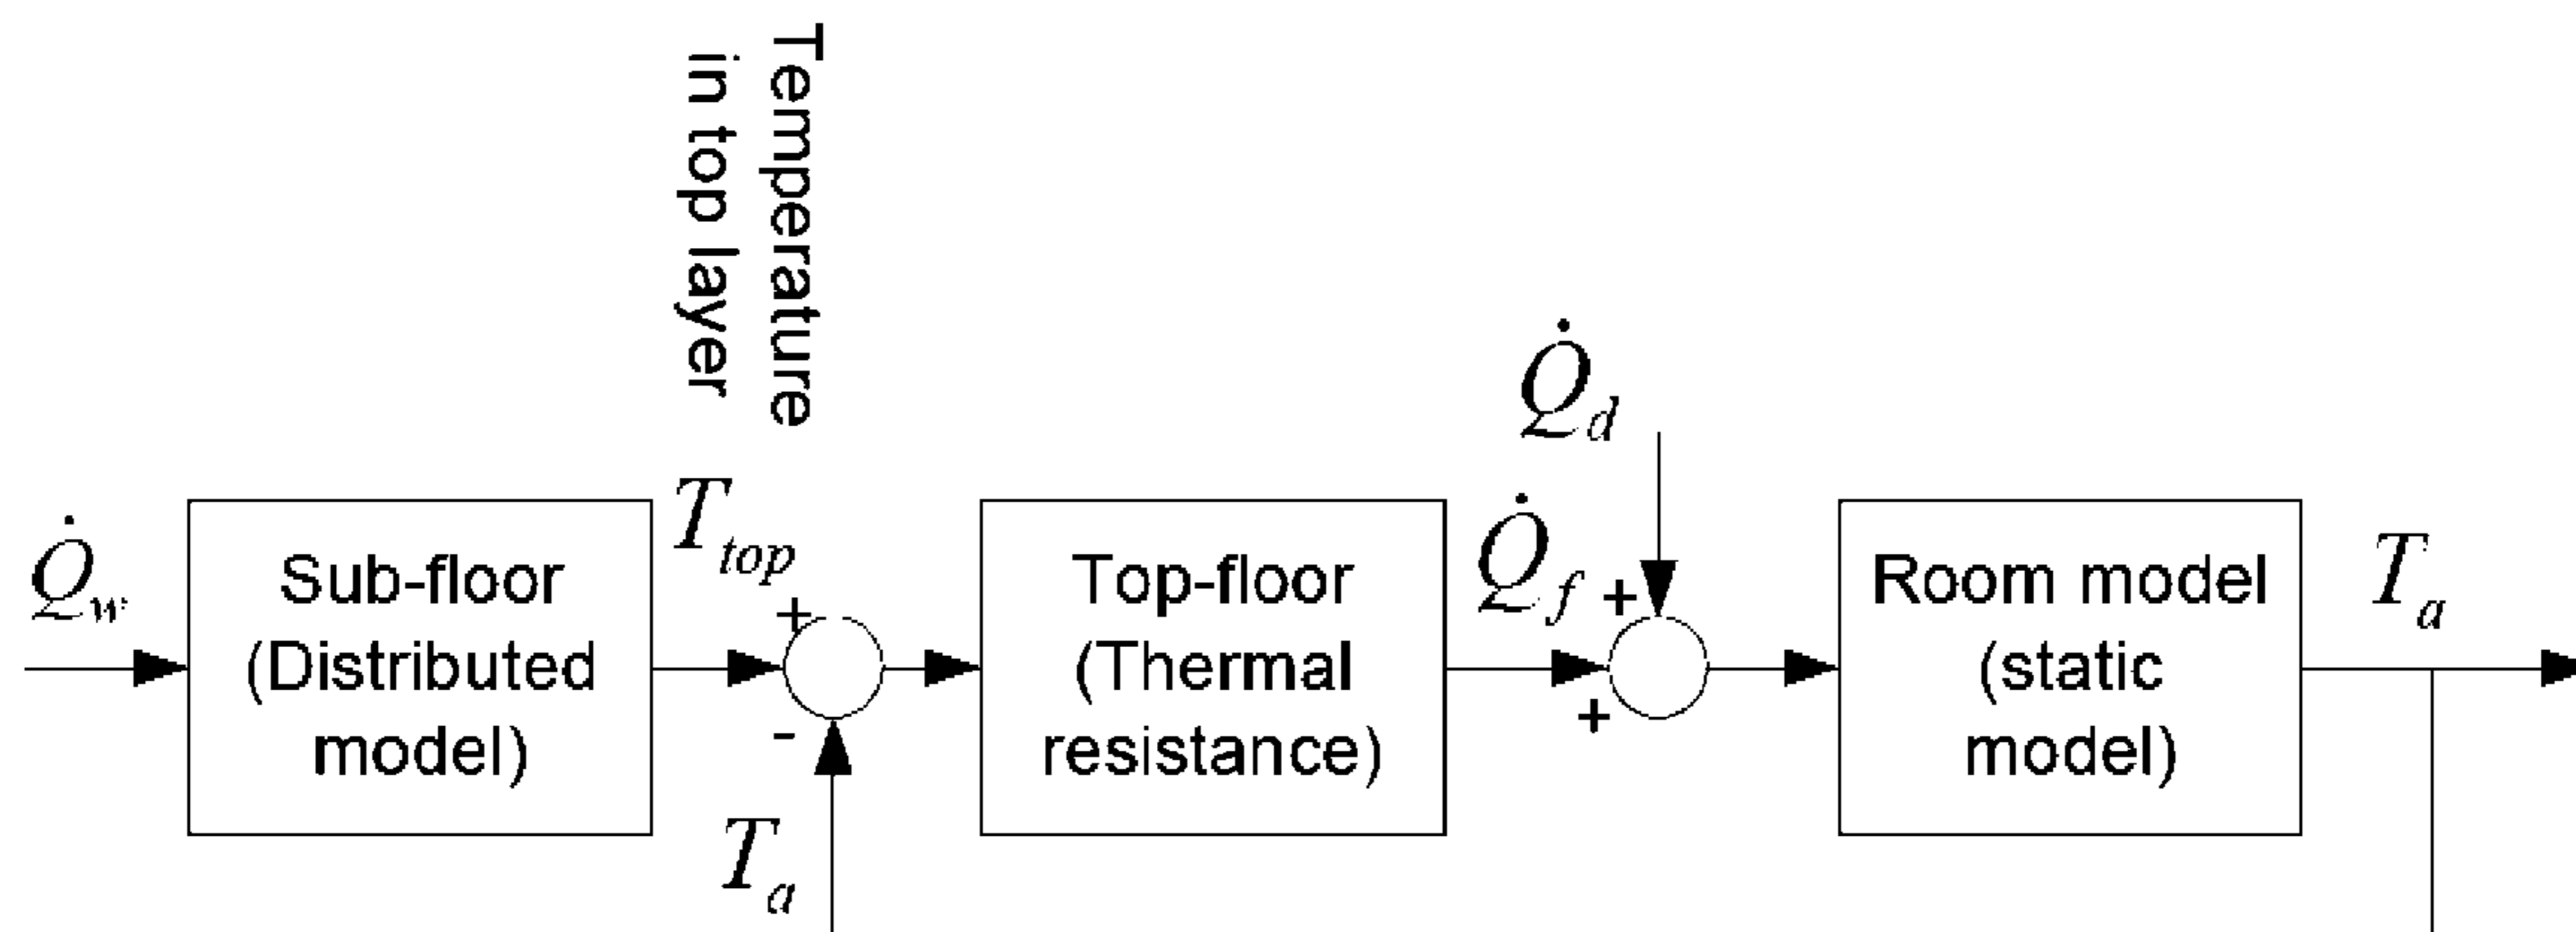 Temperature
in top layer
Q̇_w
Sub-floor
(Distributed
model)
T_top
+
-
T_a
Top-floor
(Thermal
resistance)
Q̇_f
Q̇_d
+
+
Room model
(static
model)
T_a